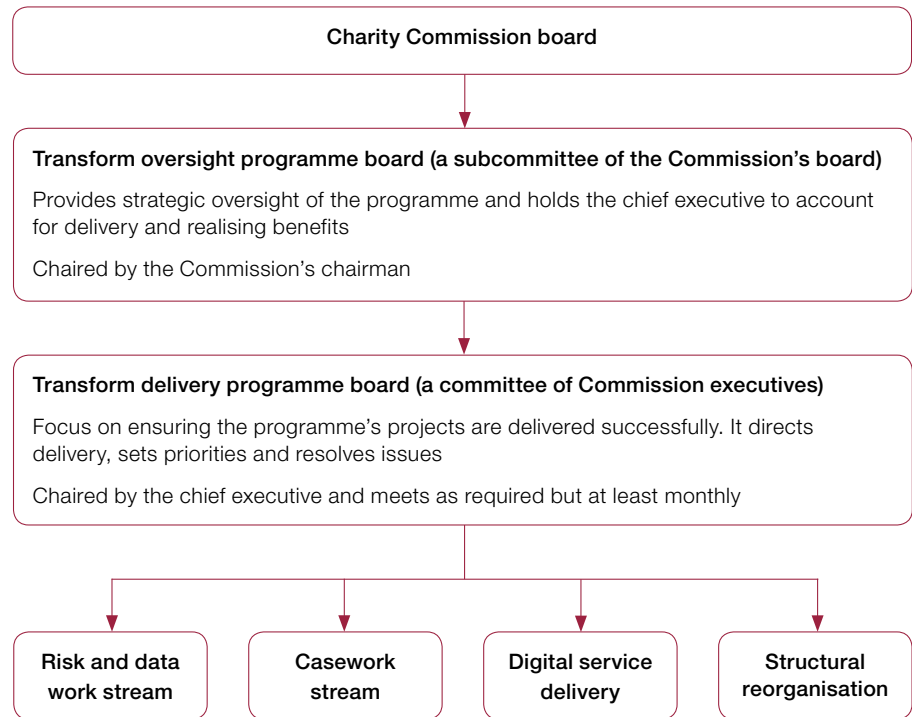 Charity Commission board
Transform oversight programme board (a subcommittee of the Commission’s board)
Provides strategic oversight of the programme and holds the chief executive to account
for delivery and realising benefits
Chaired by the Commission’s chairman
Transform delivery programme board (a committee of Commission executives)
Focus on ensuring the programme’s projects are delivered successfully. It directs
delivery, sets priorities and resolves issues
Chaired by the chief executive and meets as required but at least monthly
Risk and data
work stream
Casework
stream
Digital service
delivery
Structural
reorganisation